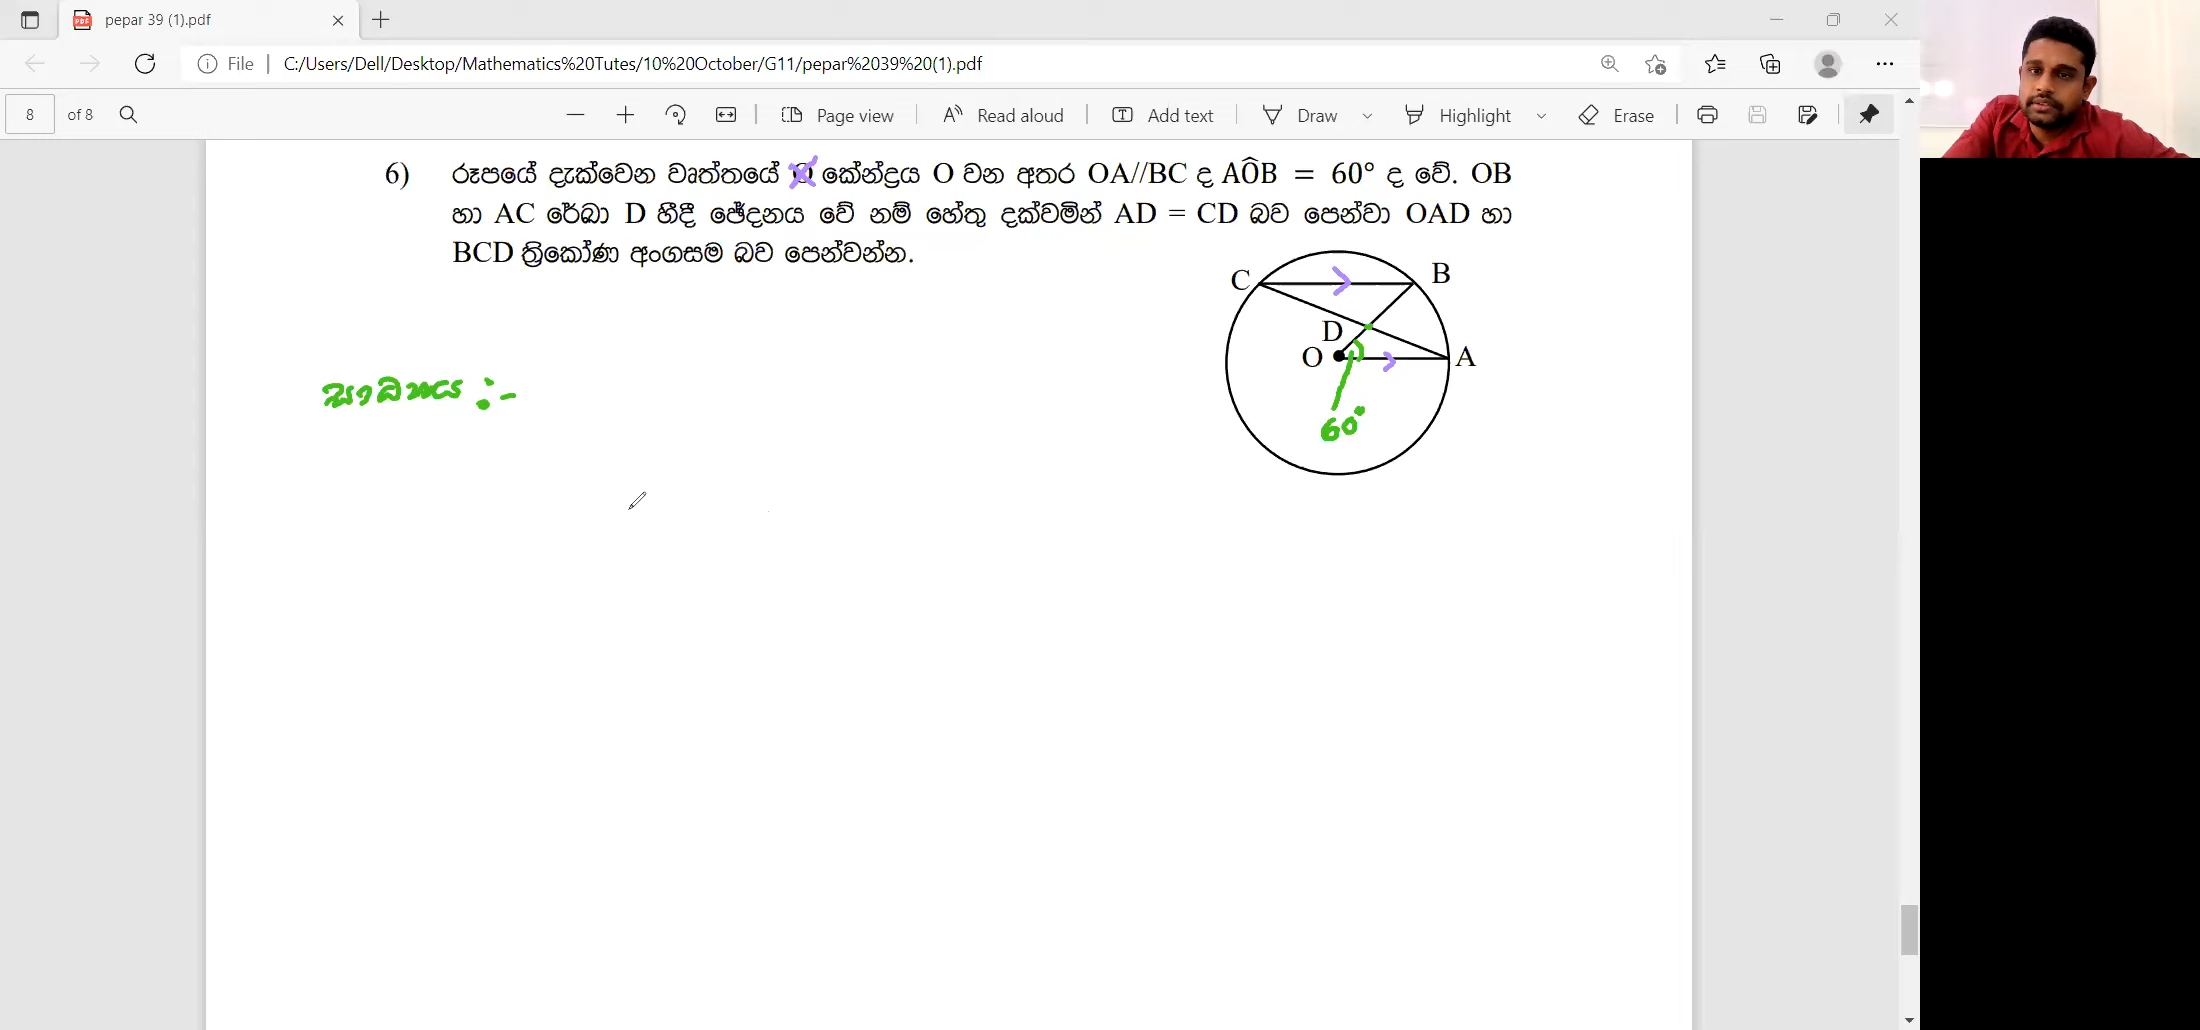 pepar 39 (1).pdf
File
C:/Users/Dell/Desktop/Mathematics%20Tutes/10%20October/G11/pepar%2039%20(1).pdf
8 of 8
Page view
Read aloud
Add text
Draw
Highlight
Erase
6) රූපයේ දැක්වෙන වෘත්තයේ O කේන්ද්‍රය O වන අතර OA//BC ද AÔB = 60° ද වේ. OB
හා AC රේඛා D හීදී ඡේදනය වේ නම් හේතු දක්වමින් AD = CD බව පෙන්වා OAD හා
BCD ත්‍රිකෝණ අංගසම බව පෙන්වන්න.
C
B
D
O
A
60°
සාධනය :-